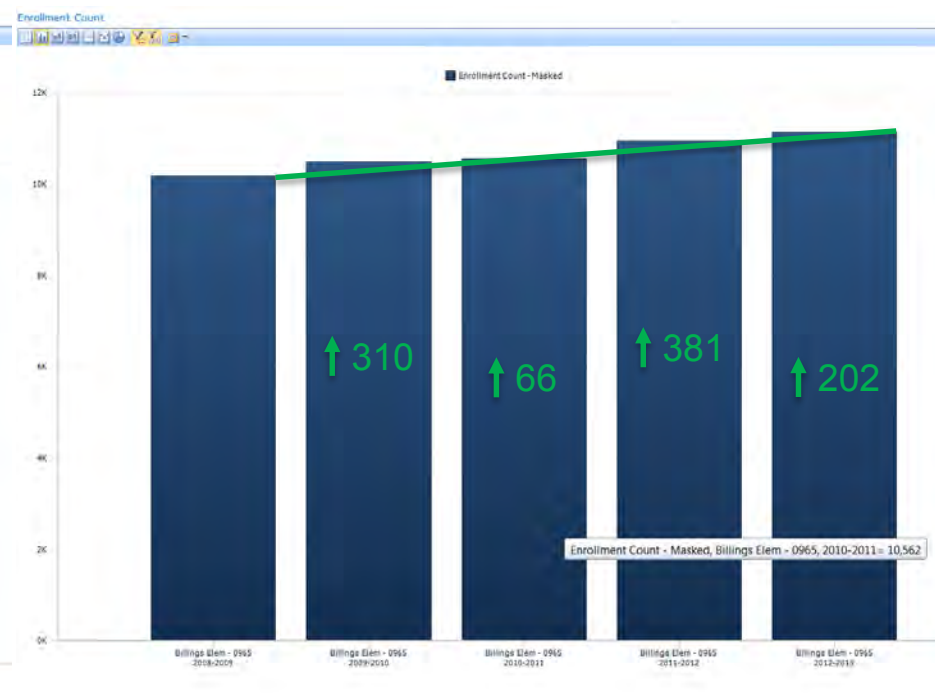 Enrollment Count
Enrollment Count - Masked
12K
10K
8K
6K
4K
2K
0K
310
66
381
202
Enrollment Count - Masked, Billings Elem - 0965, 2010-2011= 10,562
Billings Elem - 0965
2008-2009
Billings Elem - 0965
2009-2010
Billings Elem - 0965
2010-2011
Billings Elem - 0965
2011-2012
Billings Elem - 0965
2012-2013